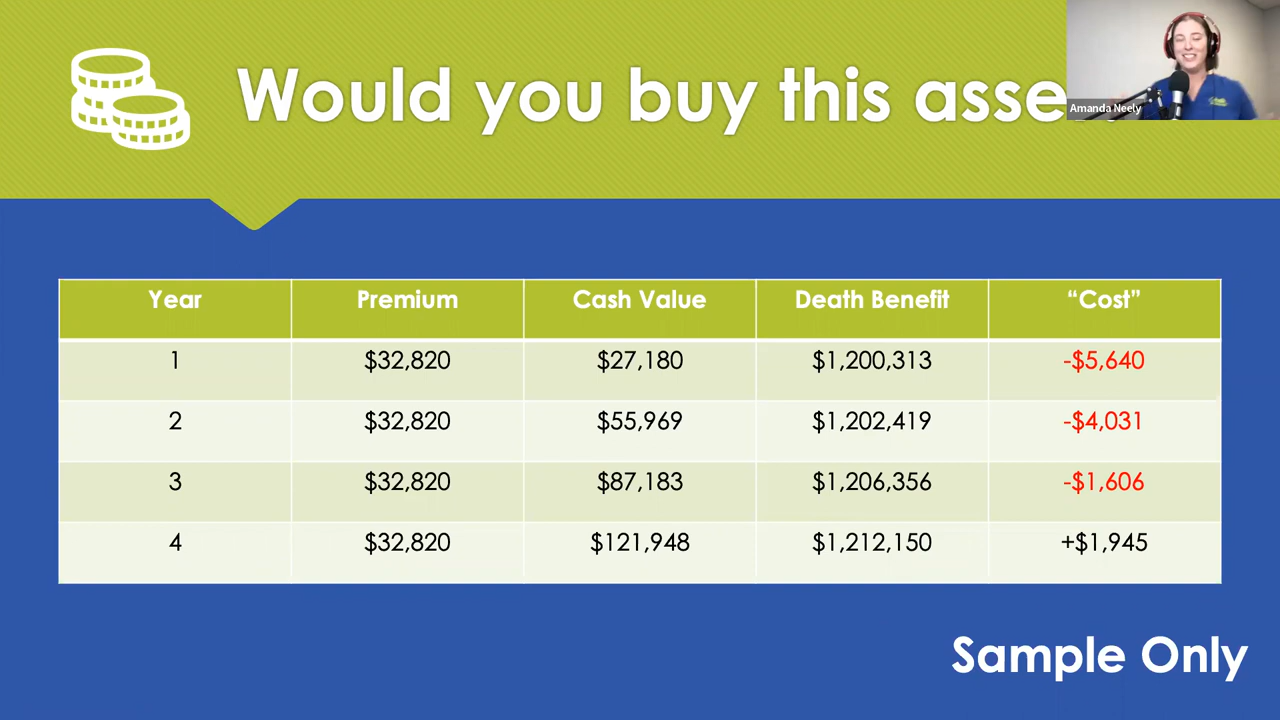 Would you buy this asse
Amanda Neely
Year Premium Cash Value Death Benefit “Cost”
1 $32,820 $27,180 $1,200,313 -$5,640
2 $32,820 $55,969 $1,202,419 -$4,031
3 $32,820 $87,183 $1,206,356 -$1,606
4 $32,820 $121,948 $1,212,150 +$1,945
Sample Only